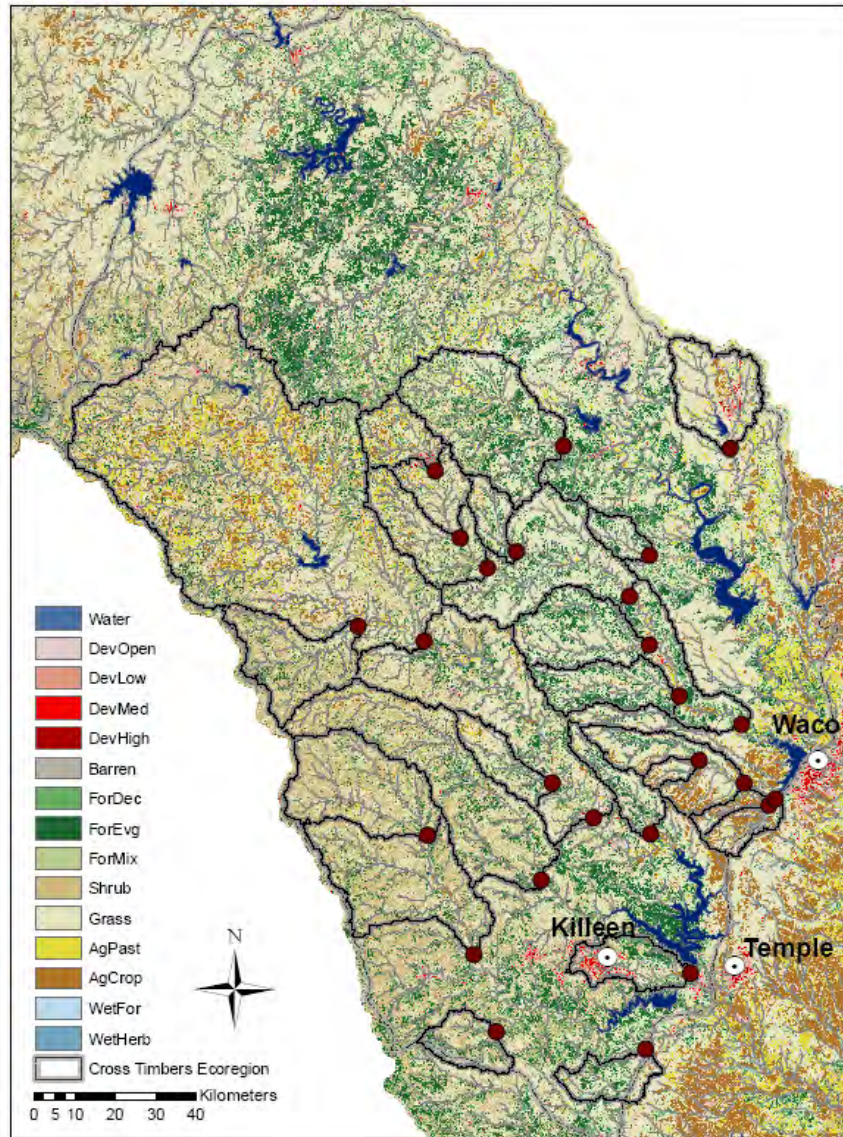 Waco
Killeen
Temple
Water
DevOpen
DevLow
DevMed
DevHigh
Barren
ForDec
ForEvg
ForMix
Shrub
Grass
AgPast
AgCrop
WetFor
WetHerb
Cross Timbers Ecoregion
N
Kilometers
0 5 10 20 30 40